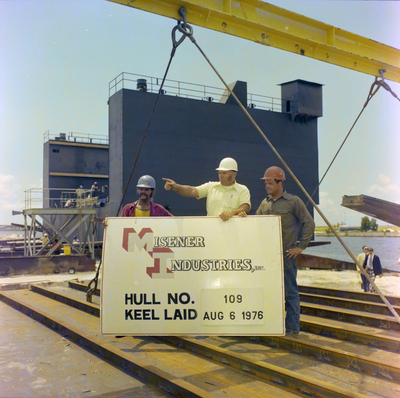 MISENER
INDUSTRIES, INC.
HULL NO. 109
KEEL LAID AUG 6 1976